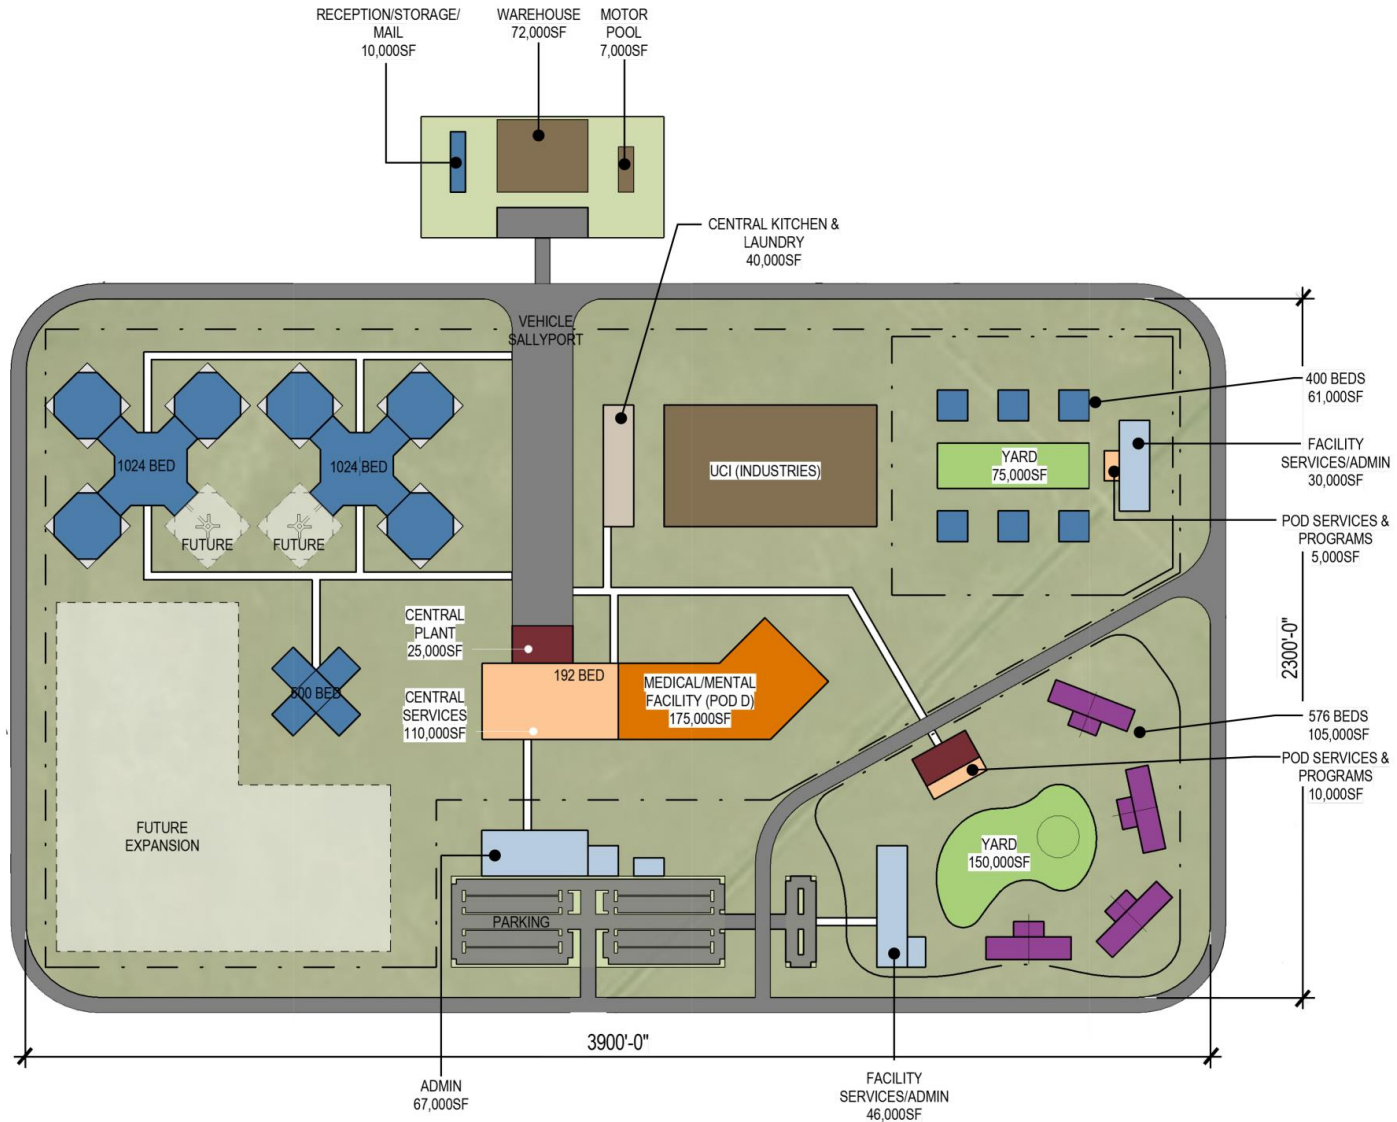 RECEPTION/STORAGE/
MAIL
10,000SF
WAREHOUSE
72,000SF
MOTOR
POOL
7,000SF
CENTRAL KITCHEN &
LAUNDRY
40,000SF
VEHICLE
SALLYPORT
400 BEDS
61,000SF
FACILITY
SERVICES/ADMIN
30,000SF
POD SERVICES &
PROGRAMS
5,000SF
1024 BED
1024 BED
UCI (INDUSTRIES)
YARD
75,000SF
FUTURE
FUTURE
CENTRAL
PLANT
25,000SF
600 BED
192 BED
CENTRAL
SERVICES
110,000SF
MEDICAL/MENTAL
FACILITY (POD D)
175,000SF
2300'-0"
576 BEDS
105,000SF
POD SERVICES &
PROGRAMS
10,000SF
FUTURE
EXPANSION
YARD
150,000SF
PARKING
3900'-0"
ADMIN
67,000SF
FACILITY
SERVICES/ADMIN
46,000SF